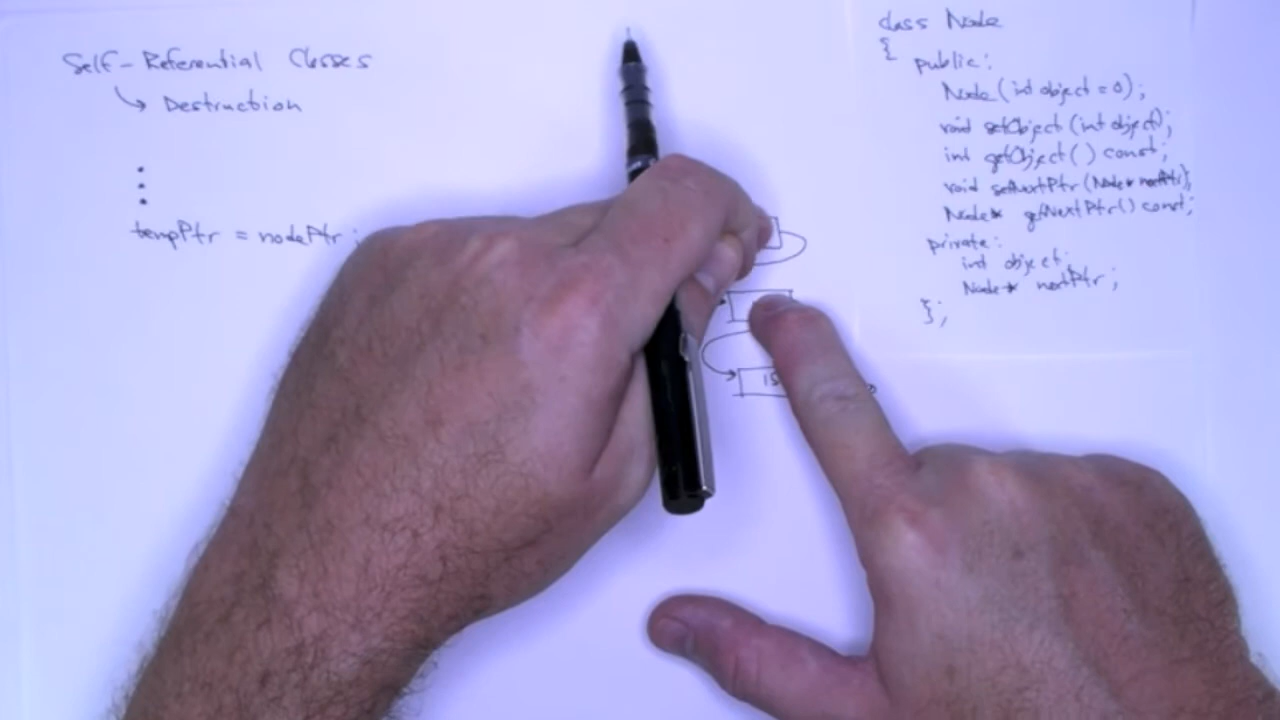 Self-Referential Classes
↳ Destruction
tempPtr = nodePtr;
15
class Node
{
public:
Node(int object = 0);
void setObject(int object);
int getObject() const;
void setNextPtr(Node* nextPtr);
Node* getNextPtr() const;
private:
int object;
Node* nextPtr;
};